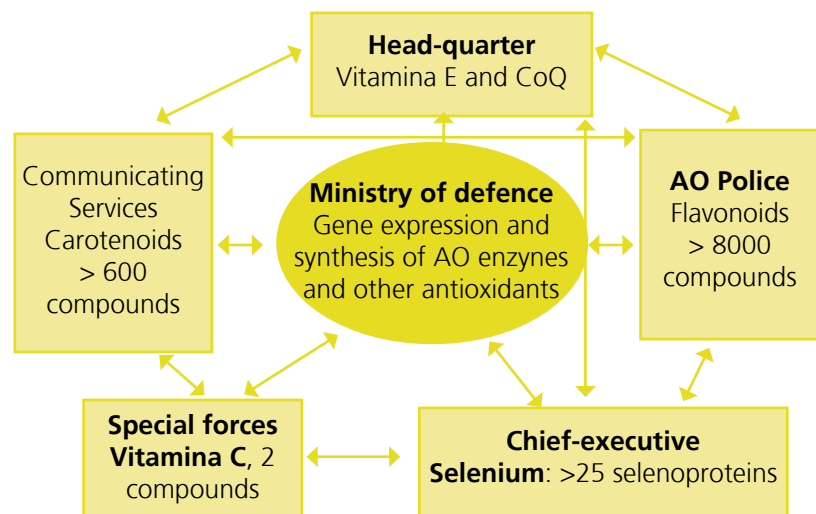 Head-quarter
Vitamina E and CoQ
Communicating
Services
Carotenoids
> 600
compounds
Ministry of defence
Gene expression and
synthesis of AO enzymes
and other antioxidants
AO Police
Flavonoids
> 8000
compounds
Special forces
Vitamina C, 2
compounds
Chief-executive
Selenium: >25 selenoproteins